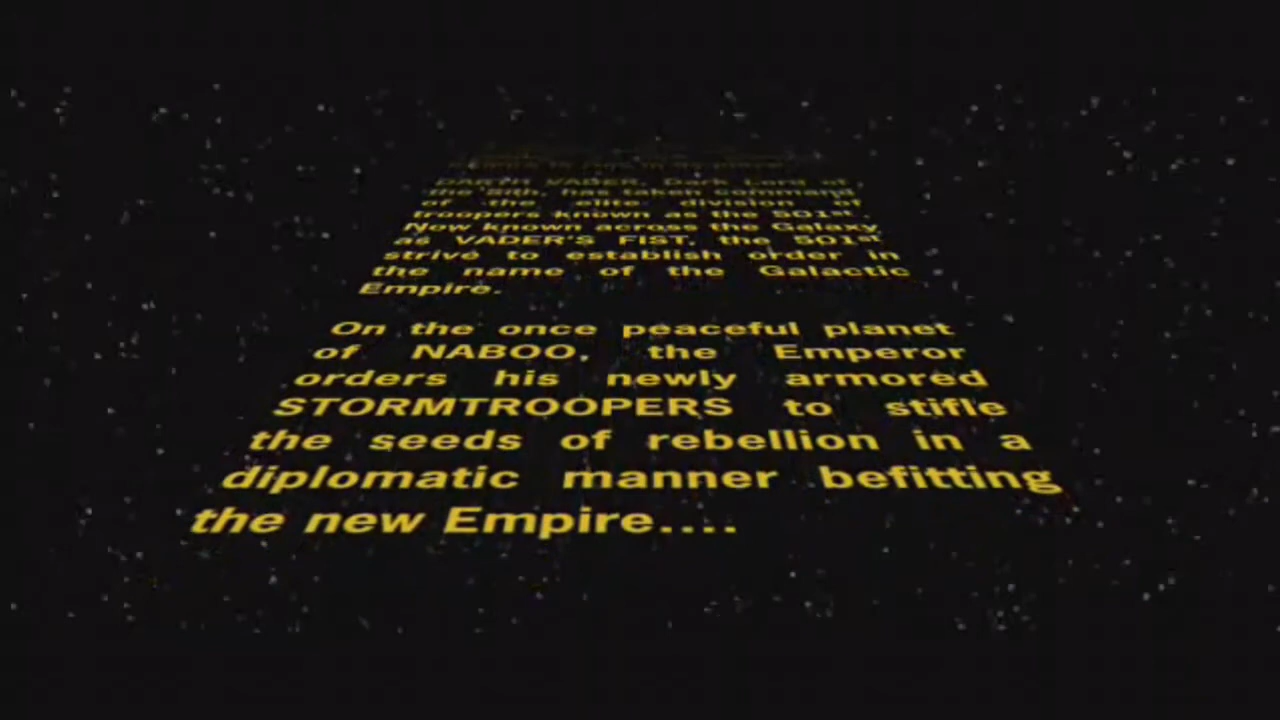 DARTH VADER, Dark Lord of
the Sith, has taken command
of the elite division of
troopers known as the 501st.
Now known across the Galaxy
as VADER'S FIST, the 501st
strive to establish order in
the name of the Galactic
Empire.
On the once peaceful planet
of NABOO, the Emperor
orders his newly armored
STORMTROOPERS to stifle
the seeds of rebellion in a
diplomatic manner befitting
the new Empire....